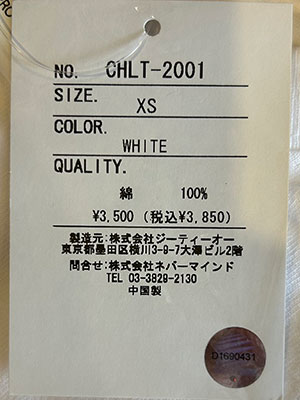 NO. CHLT-2001
SIZE.
XS
COLOR.
WHITE
QUALITY.
綿 100%
¥3,500 (税込¥3,850)
製造元:株式会社ジーティーオー
東京都墨田区横川3-9-7大澤ビル2階
問合せ:株式会社ネバーマインド
TEL 03-3829-2130
中国製
D1690431